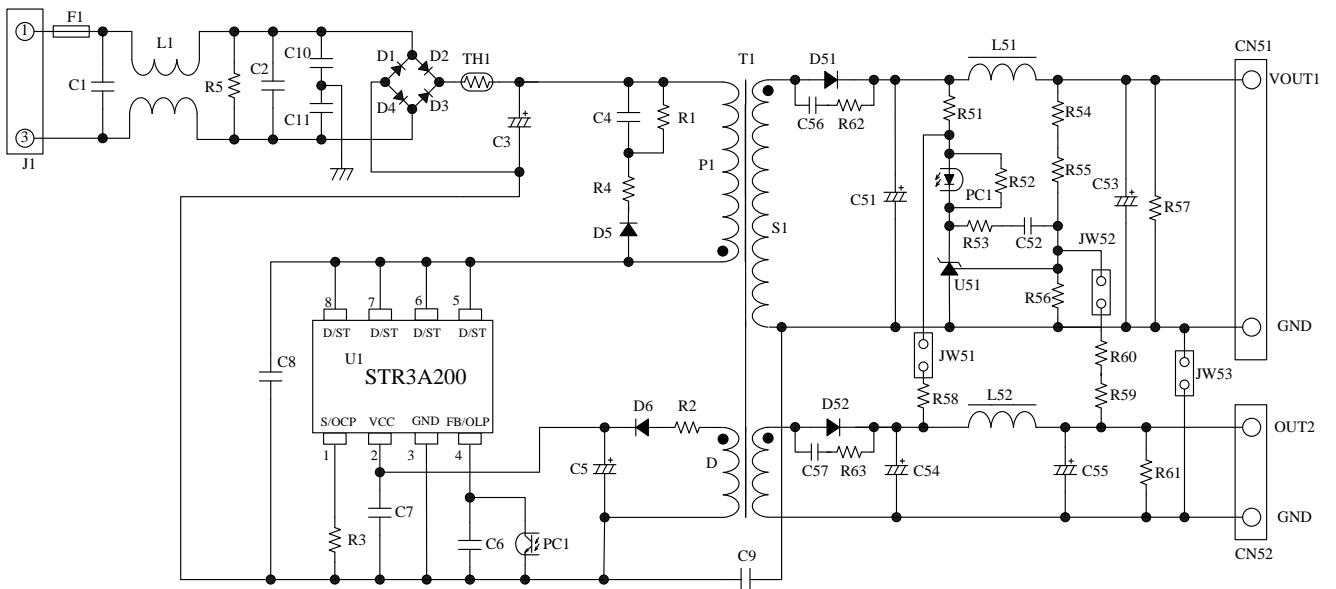 F1
1
L1
C1
R5
C2
C10
C11
3
J1
D1
D2
D4
D3
TH1
C3
C4
R1
R4
D5
P1
T1
S1
D51
C56
R62
C51
R51
PC1
R52
R53
C52
U51
L51
R54
R55
R56
C53
R57
JW52
CN51
VOUT1
GND
C8
8
7
6
5
D/ST
D/ST
D/ST
D/ST
U1
STR3A200
S/OCP
VCC
GND
FB/OLP
1
2
3
4
R3
C7
C6
PC1
C5
D6
R2
D
C9
D52
C57
R63
C54
JW51
R58
L52
C55
R60
R59
R61
JW53
OUT2
GND
CN52